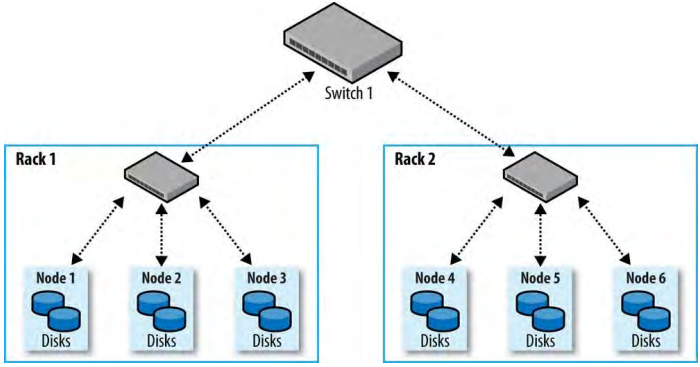 Switch 1
Rack 1
Rack 2
Node 1
Node 2
Node 3
Node 4
Node 5
Node 6
Disks
Disks
Disks
Disks
Disks
Disks